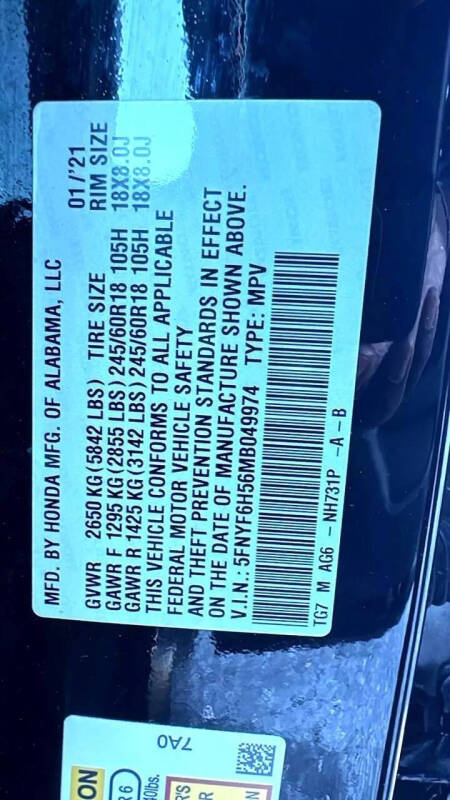 MFD. BY HONDA MFG. OF ALABAMA, LLC 01/'21
GVWR 2650 KG (5842 LBS) TIRE SIZE RIM SIZE
GAWR F 1295 KG (2855 LBS) 245/60R18 105H 18X8.0J
GAWR R 1425 KG (3142 LBS) 245/60R18 105H 18X8.0J
THIS VEHICLE CONFORMS TO ALL APPLICABLE
FEDERAL MOTOR VEHICLE SAFETY
AND THEFT PREVENTION STANDARDS IN EFFECT
ON THE DATE OF MANUFACTURE SHOWN ABOVE.
V.I.N.: 5FNYF6H56MB049974 TYPE: MPV
TG7 M AG6 - NH731P -A -B
7A0